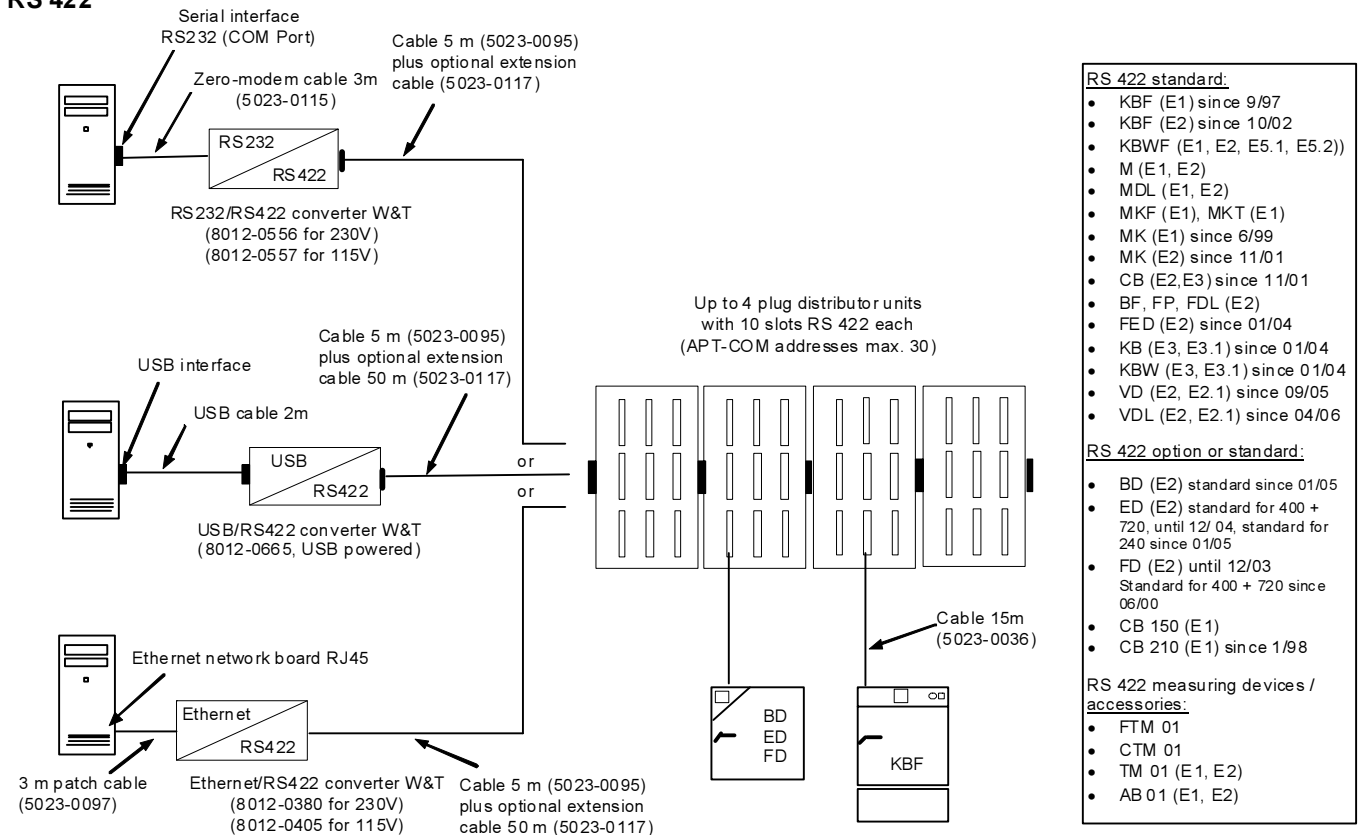 RS 422
Serial interface
RS232 (COM Port)
Zero-modem cable 3m
(5023-0115)
Cable 5 m (5023-0095)
plus optional extension
cable (5023-0117)
RS232
RS422
RS232/RS422 converter W&T
(8012-0556 for 230V)
(8012-0557 for 115V)
USB interface
USB cable 2m
Cable 5 m (5023-0095)
plus optional extension
cable 50 m (5023-0117)
USB
RS422
USB/RS422 converter W&T
(8012-0665, USB powered)
or
or
Ethernet network board RJ45
Ethernet
RS422
3 m patch cable
(5023-0097)
Ethernet/RS422 converter W&T
(8012-0380 for 230V)
(8012-0405 for 115V)
Cable 5 m (5023-0095)
plus optional extension
cable 50 m (5023-0117)
Up to 4 plug distributor units
with 10 slots RS 422 each
(APT-COM addresses max. 30)
Cable 15m
(5023-0036)
BD
ED
FD
KBF
RS 422 standard:
• KBF (E1) since 9/97
• KBF (E2) since 10/02
• KBWF (E1, E2, E5.1, E5.2))
• M (E1, E2)
• MDL (E1, E2)
• MKF (E1), MKT (E1)
• MK (E1) since 6/99
• MK (E2) since 11/01
• CB (E2,E3) since 11/01
• BF, FP, FDL (E2)
• FED (E2) since 01/04
• KB (E3, E3.1) since 01/04
• KBW (E3, E3.1) since 01/04
• VD (E2, E2.1) since 09/05
• VDL (E2, E2.1) since 04/06
RS 422 option or standard:
• BD (E2) standard since 01/05
• ED (E2) standard for 400 +
720, until 12/ 04, standard for
240 since 01/05
• FD (E2) until 12/03
Standard for 400 + 720 since
06/00
• CB 150 (E1)
• CB 210 (E1) since 1/98
RS 422 measuring devices /
accessories:
• FTM 01
• CTM 01
• TM 01 (E1, E2)
• AB 01 (E1, E2)